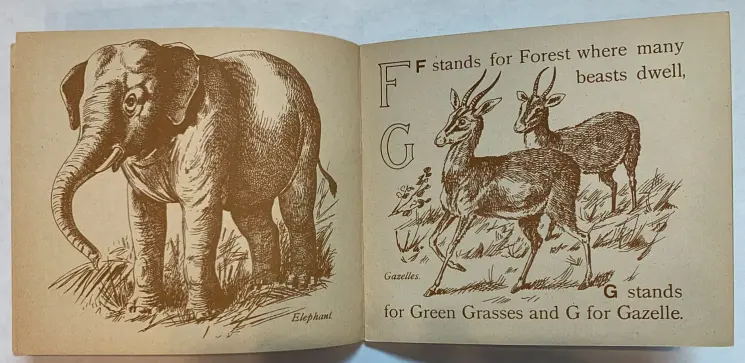 Elephant.
F
F stands for Forest where many
beasts dwell,
G
Gazelles.
G stands
for Green Grasses and G for Gazelle.